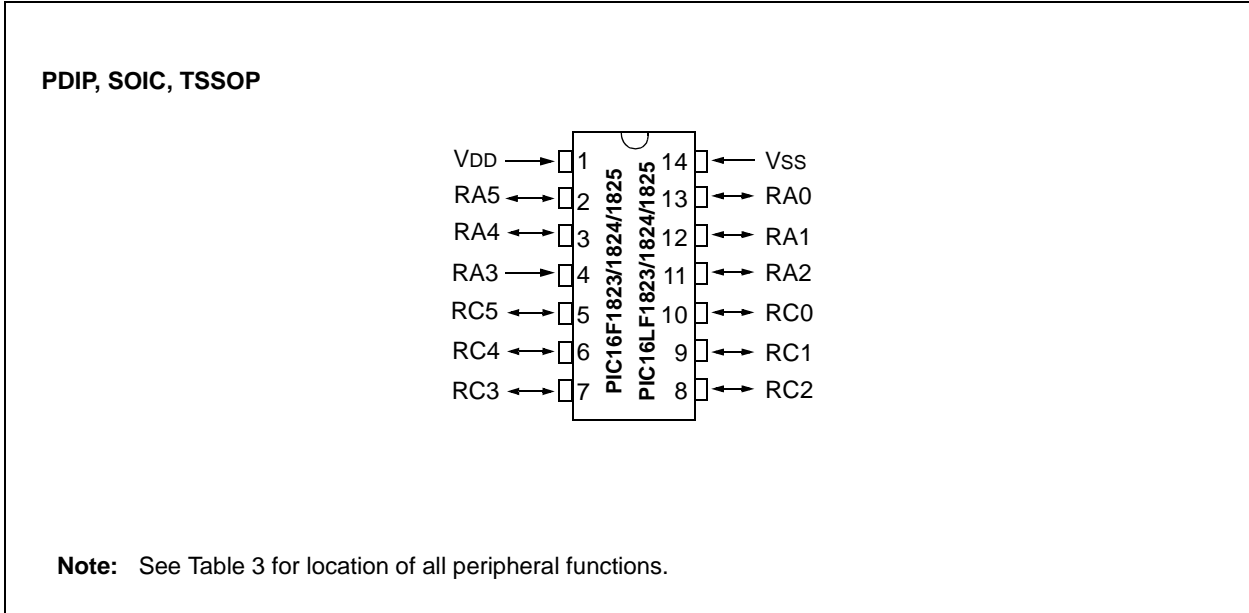 PDIP, SOIC, TSSOP
VDD 1 14 VSS
RA5 2 13 RA0
RA4 3 12 RA1
RA3 4 11 RA2
RC5 5 10 RC0
RC4 6 9 RC1
RC3 7 8 RC2
PIC16F1823/1824/1825
PIC16LF1823/1824/1825
Note: See Table 3 for location of all peripheral functions.